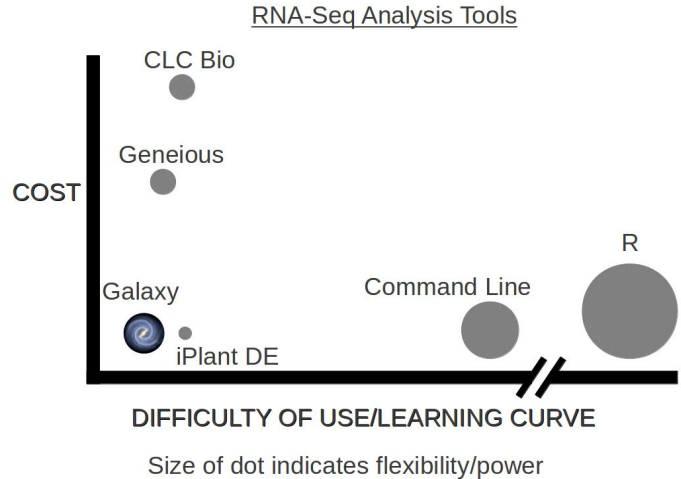 RNA-Seq Analysis Tools
CLC Bio
Geneious
COST
R
Command Line
Galaxy
iPlant DE
DIFFICULTY OF USE/LEARNING CURVE
Size of dot indicates flexibility/power